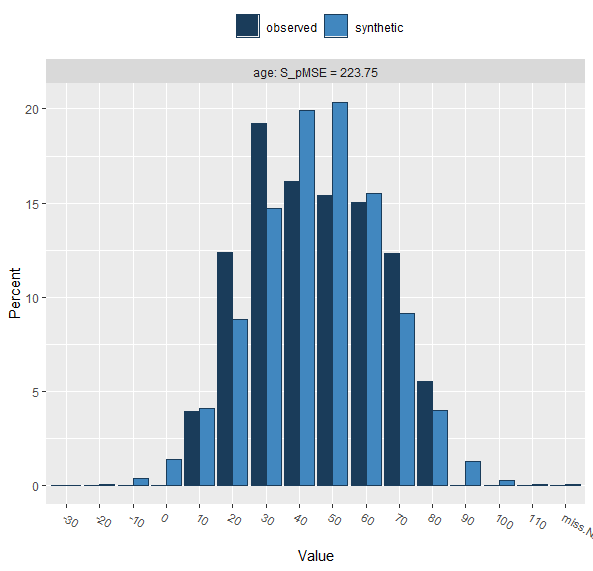 observed synthetic
age: S_pMSE = 223.75
20
15
10
5
0
Percent
-30 -20 -10 0 10 20 30 40 50 60 70 80 90 100 110 miss.N
Value